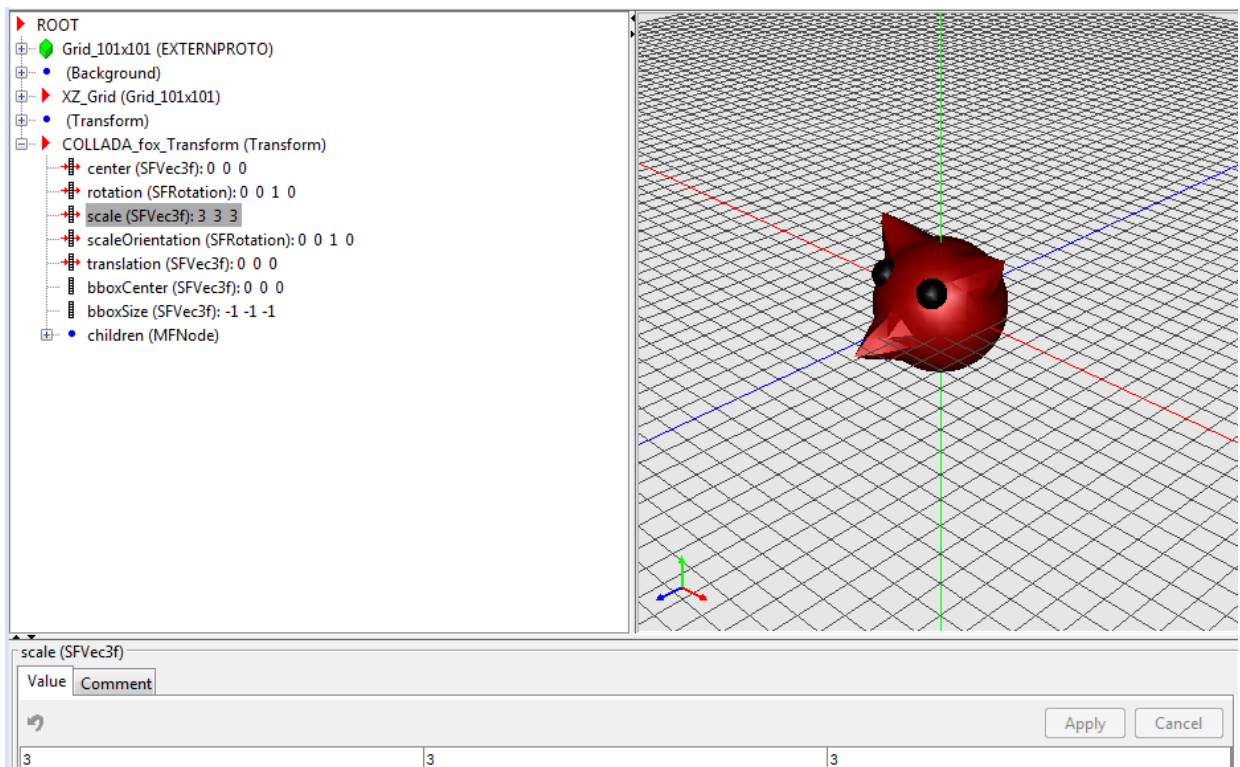 ROOT
Grid_101x101 (EXTERNPROTO)
(Background)
XZ_Grid (Grid_101x101)
(Transform)
COLLADA_fox_Transform (Transform)
center (SFVec3f): 0 0 0
rotation (SFRotation): 0 0 1 0
scale (SFVec3f): 3 3 3
scaleOrientation (SFRotation): 0 0 1 0
translation (SFVec3f): 0 0 0
bboxCenter (SFVec3f): 0 0 0
bboxSize (SFVec3f): -1 -1 -1
children (MFNode)
scale (SFVec3f)
Value Comment
Apply Cancel
3 3 3